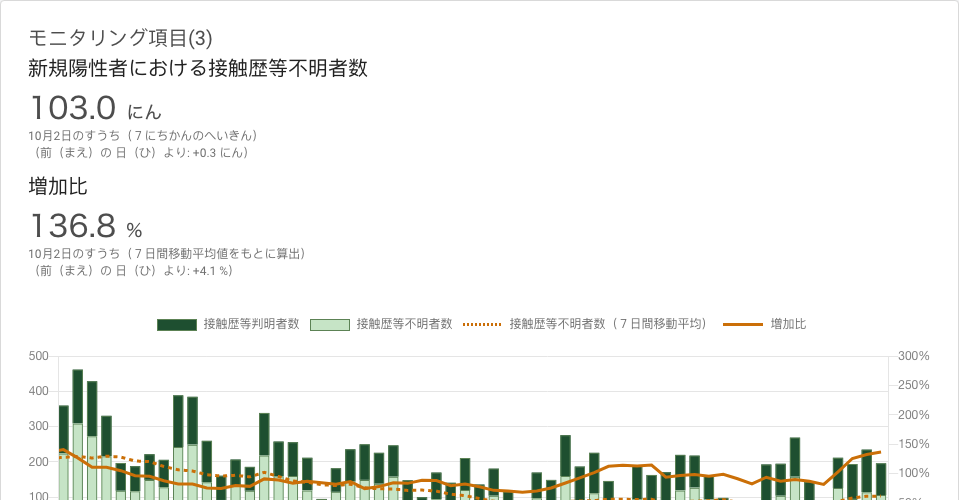 モニタリング項目(3)
新規陽性者における接触歴等不明者数
103.0 にん
10月2日のすうち（７にちかんのへいきん）
（前（まえ）の 日（ひ）より: +0.3 にん）
増加比
136.8 %
10月2日のすうち（７日間移動平均値をもとに算出）
（前（まえ）の 日（ひ）より: +4.1 %）
接触歴等判明者数 接触歴等不明者数 接触歴等不明者数（７日間移動平均） 増加比
500 300%
250%
400
200%
300
150%
200
100%
100